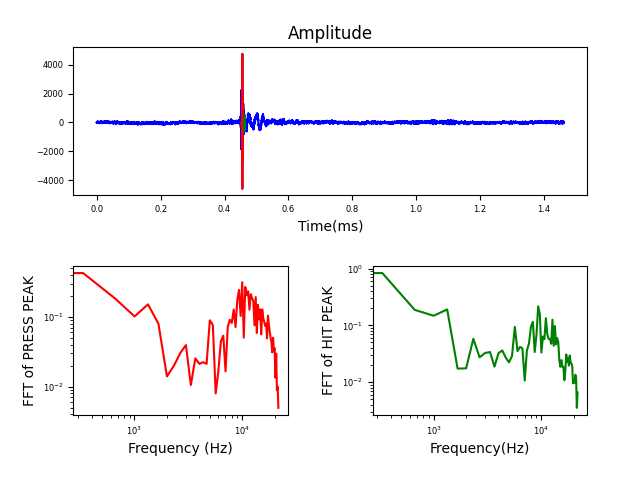 Amplitude
4000
2000
0
−2000
−4000
0.0 0.2 0.4 0.6 0.8 1.0 1.2 1.4
Time(ms)
FFT of PRESS PEAK
10⁻¹
10⁻²
10³ 10⁴
Frequency (Hz)
FFT of HIT PEAK
10⁰
10⁻¹
10⁻²
10³ 10⁴
Frequency(Hz)